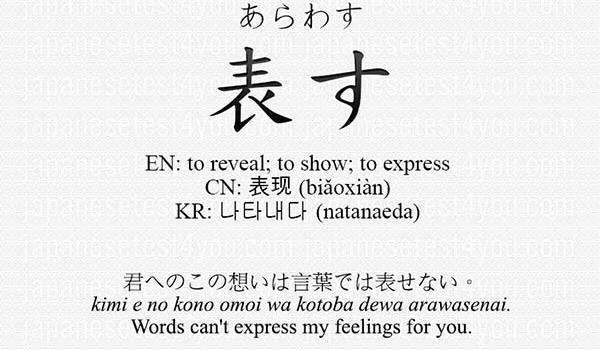 あらわす
表す
EN: to reveal; to show; to express
CN: 表现 (biǎoxiàn)
KR: 나타내다 (natanaeda)
君へのこの想いは言葉では表せない。
kimi e no kono omoi wa kotoba dewa arawasenai.
Words can't express my feelings for you.